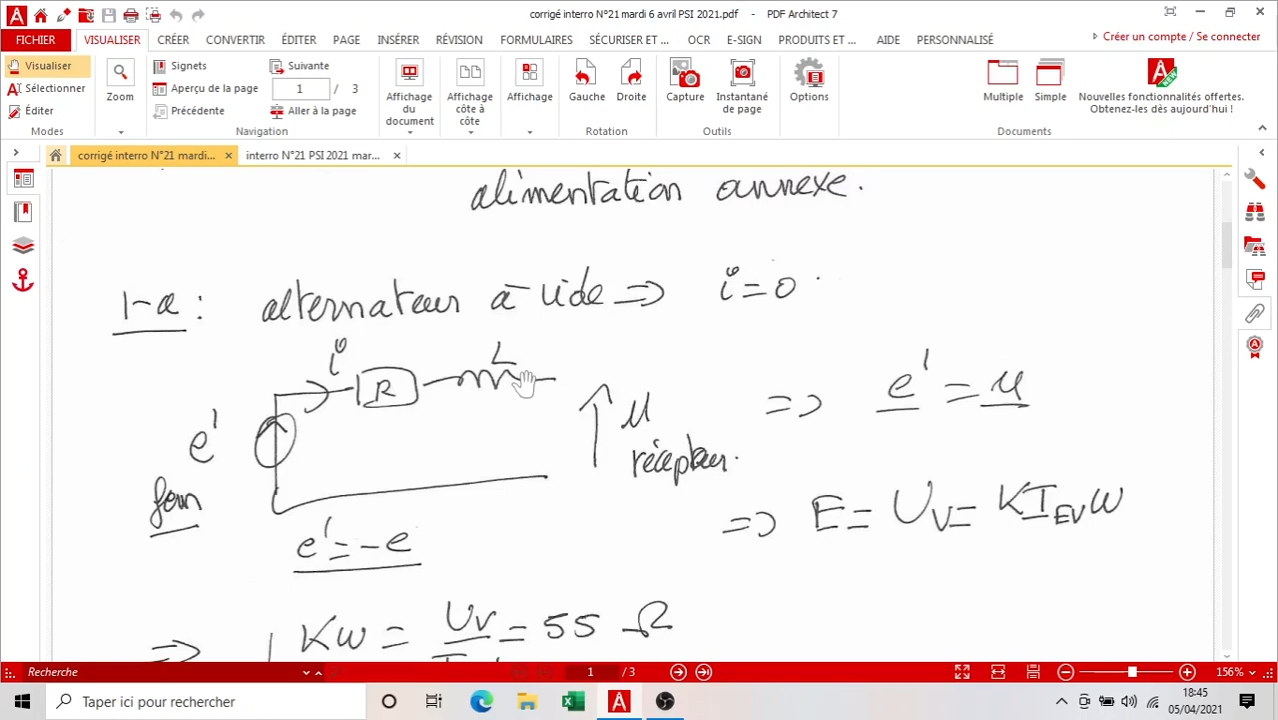 corrigé interro N°21 mardi 6 avril PSI 2021.pdf - PDF Architect 7
FICHIER VISUALISER CRÉER CONVERTIR ÉDITER PAGE INSÉRER RÉVISION FORMULAIRES SÉCURISER ET ... OCR E-SIGN PRODUITS ET ... AIDE PERSONNALISÉ Créer un compte / Se connecter
Visualiser
Sélectionner
Éditer
Modes
Zoom
Signets
Aperçu de la page
Précédente
Suivante
1 / 3
Aller à la page
Navigation
Affichage du document
Affichage côte à côte
Affichage
Gauche
Droite
Rotation
Capture
Instantané de page
Outils
Options
Multiple
Simple
Documents
Nouvelles fonctionnalités offertes.
Obtenez-les dès aujourd'hui !
corrigé interro N°21 mardi... interro N°21 PSI 2021 mar...
alimentation annexe.
1-a : alternateur à vide => i = 0
i R L
e' u => e' = u
récepteur.
e' = -e => E = UV = KIEVω
=> Kω = UV = 55 Ω
Recherche 1 / 3 156%
Taper ici pour rechercher
18:45
05/04/2021